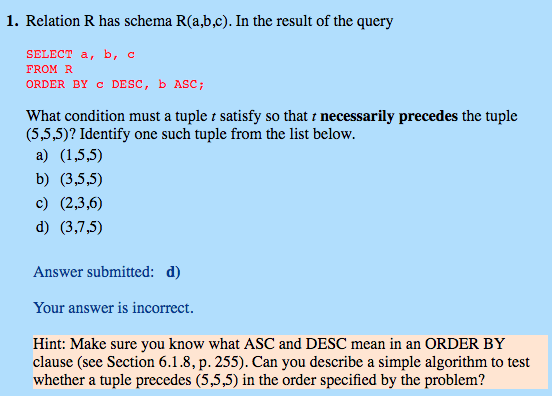 1. Relation R has schema R(a,b,c). In the result of the query
SELECT a, b, c
FROM R
ORDER BY c DESC, b ASC;
What condition must a tuple t satisfy so that t necessarily precedes the tuple
(5,5,5)? Identify one such tuple from the list below.
a) (1,5,5)
b) (3,5,5)
c) (2,3,6)
d) (3,7,5)
Answer submitted: d)
Your answer is incorrect.
Hint: Make sure you know what ASC and DESC mean in an ORDER BY
clause (see Section 6.1.8, p. 255). Can you describe a simple algorithm to test
whether a tuple precedes (5,5,5) in the order specified by the problem?